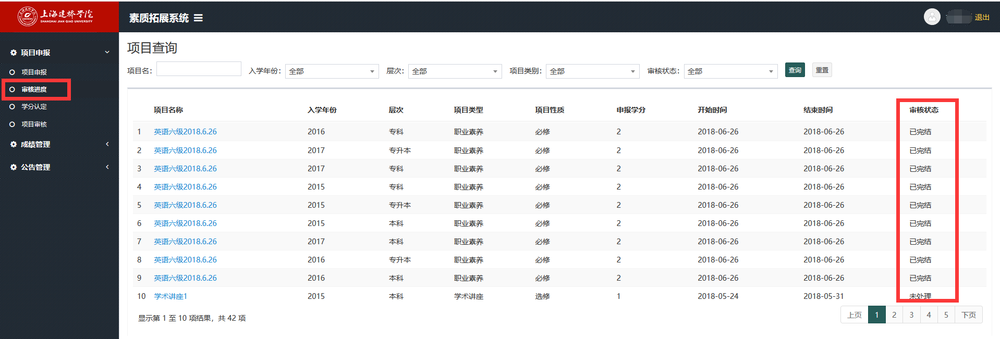 上海建桥学院
SHANGHAI JIAN QIAO UNIVERSITY
素质拓展系统
退出
项目申报
项目申报
审核进度
学分认定
项目审核
成绩管理
公告管理
项目查询
项目名： 入学年份： 全部 层次： 全部 项目类别： 全部 审核状态： 全部 查询 重置
项目名称 入学年份 层次 项目类型 项目性质 申报学分 开始时间 结束时间 审核状态
1 英语六级2018.6.26 2016 专科 职业素养 必修 2 2018-06-26 2018-06-26 已完结
2 英语六级2018.6.26 2017 专升本 职业素养 必修 2 2018-06-26 2018-06-26 已完结
3 英语六级2018.6.26 2017 专科 职业素养 必修 2 2018-06-26 2018-06-26 已完结
4 英语六级2018.6.26 2015 专科 职业素养 必修 2 2018-06-26 2018-06-26 已完结
5 英语六级2018.6.26 2015 专升本 职业素养 必修 2 2018-06-26 2018-06-26 已完结
6 英语六级2018.6.26 2015 本科 职业素养 必修 2 2018-06-26 2018-06-26 已完结
7 英语六级2018.6.26 2017 本科 职业素养 必修 2 2018-06-26 2018-06-26 已完结
8 英语六级2018.6.26 2016 专升本 职业素养 必修 2 2018-06-26 2018-06-26 已完结
9 英语六级2018.6.26 2016 本科 职业素养 必修 2 2018-06-26 2018-06-26 已完结
10 学术讲座1 2015 本科 学术讲座 选修 1 2018-05-24 2018-05-31 未处理
显示第 1 至 10 项结果，共 42 项
上页 1 2 3 4 5 下页